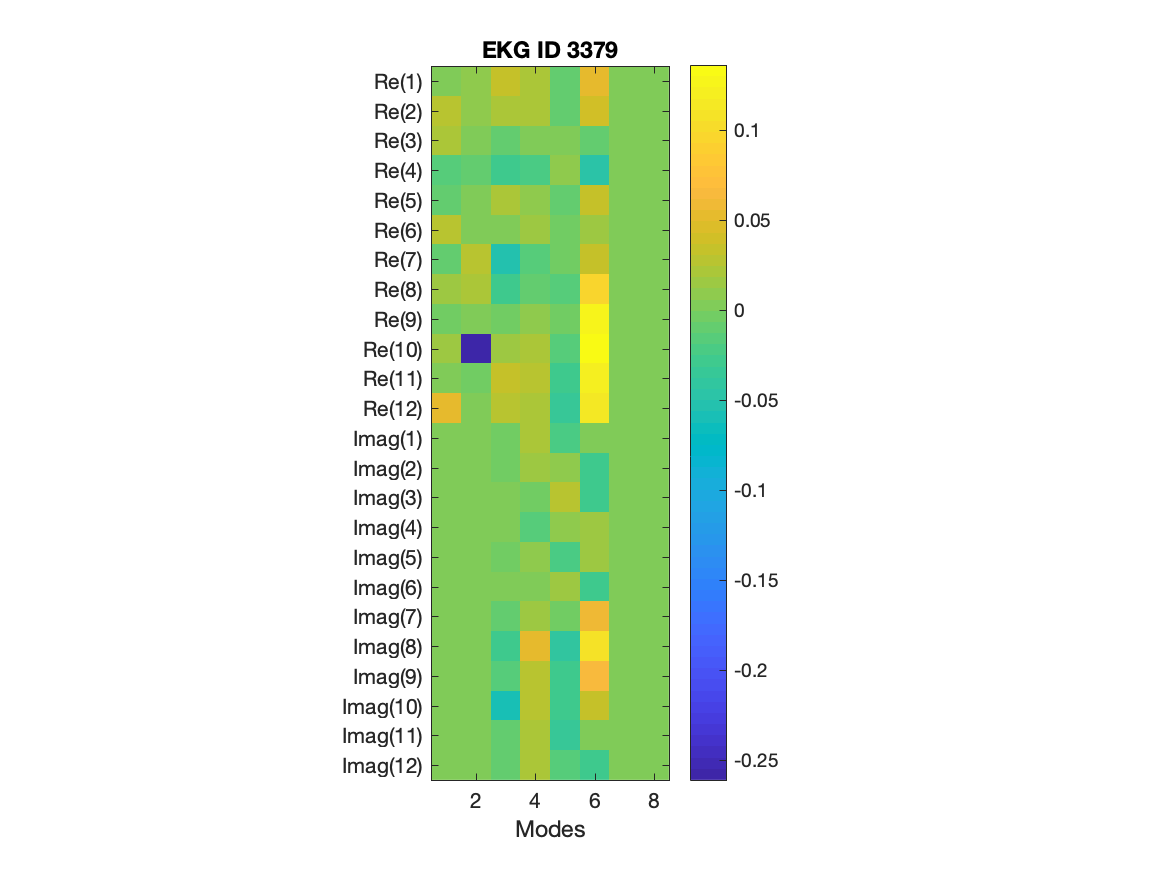 EKG ID 3379
Re(1)
Re(2)
Re(3)
Re(4)
Re(5)
Re(6)
Re(7)
Re(8)
Re(9)
Re(10)
Re(11)
Re(12)
Imag(1)
Imag(2)
Imag(3)
Imag(4)
Imag(5)
Imag(6)
Imag(7)
Imag(8)
Imag(9)
Imag(10)
Imag(11)
Imag(12)
2 4 6 8
Modes
0.1
0.05
0
-0.05
-0.1
-0.15
-0.2
-0.25